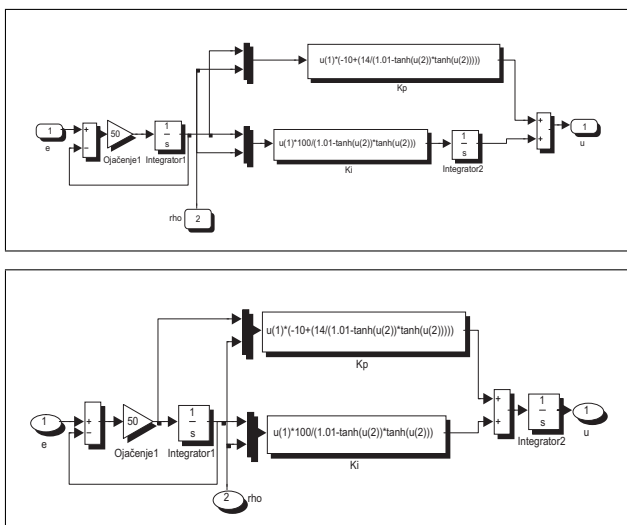 u(1)*(-10+(14/(1.01-tanh(u(2))*tanh(u(2)))))
Kp
1
e
+
−
50
Ojačenje1
1
s
Integrator1
u(1)*100/(1.01-tanh(u(2))*tanh(u(2)))
Ki
1
s
Integrator2
+
+
1
u
rho
2
u(1)*(-10+(14/(1.01-tanh(u(2))*tanh(u(2)))))
Kp
1
e
+
−
50
Ojačenje1
1
s
Integrator1
u(1)*100/(1.01-tanh(u(2))*tanh(u(2)))
Ki
+
+
1
s
Integrator2
1
u
2
rho